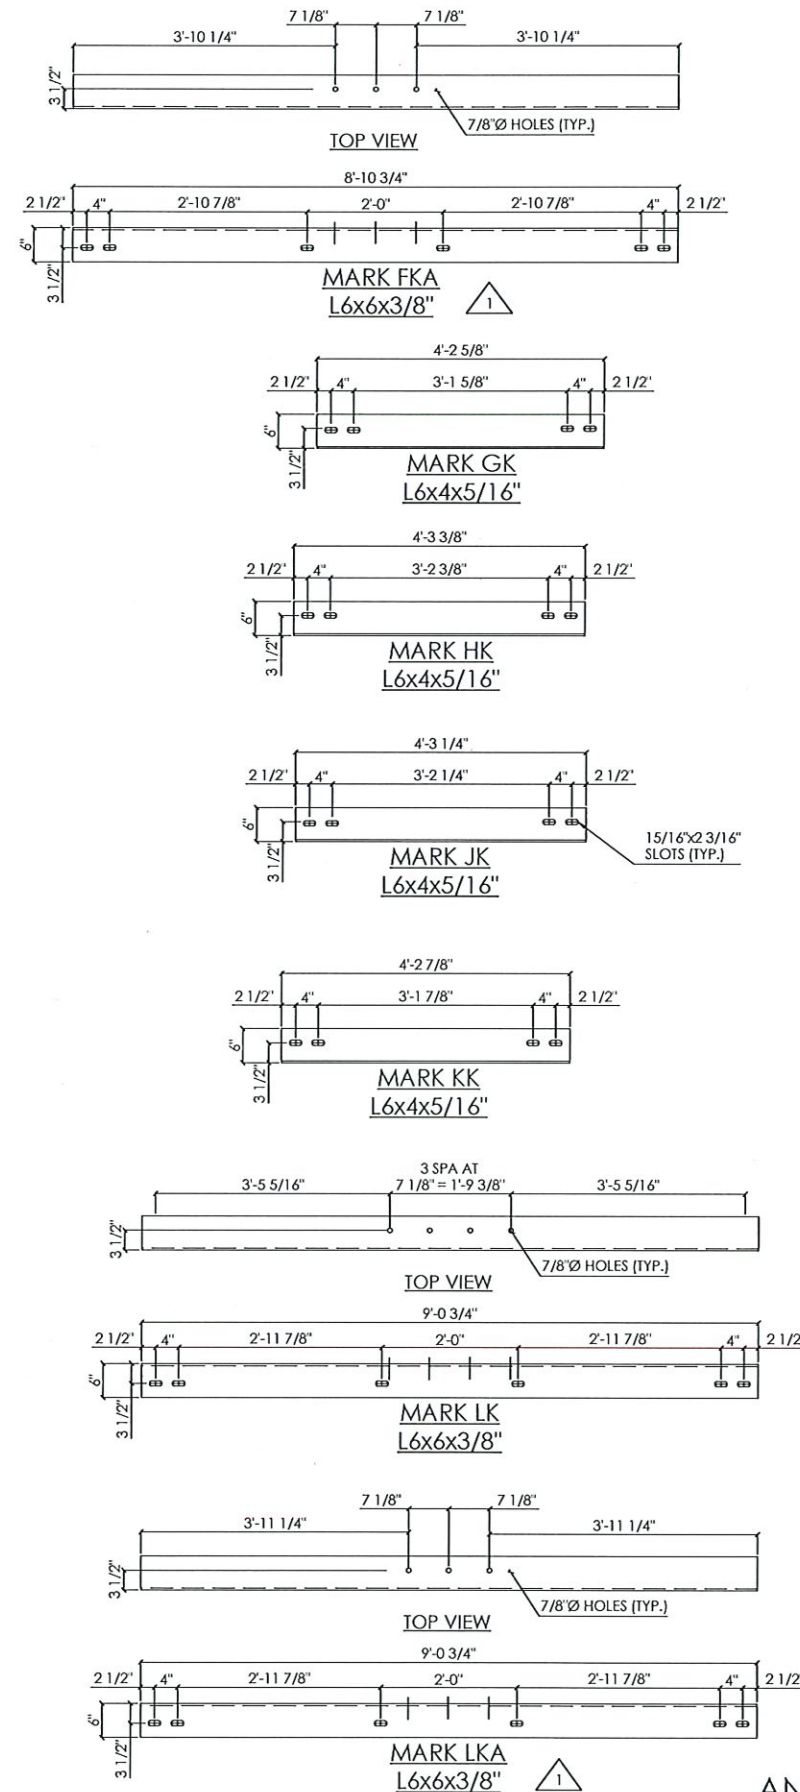 7 1/8" 7 1/8"
3'-10 1/4" 3'-10 1/4"
3 1/2"
7/8"Ø HOLES (TYP.)
TOP VIEW
8'-10 3/4"
2 1/2" 4" 2'-10 7/8" 2'-0" 2'-10 7/8" 4" 2 1/2"
6"
3 1/2"
MARK FKA
L6x6x3/8" 1
4'-2 5/8"
2 1/2" 4" 3'-1 5/8" 4" 2 1/2"
6"
3 1/2"
MARK GK
L6x4x5/16"
4'-3 3/8"
2 1/2" 4" 3'-2 3/8" 4" 2 1/2"
6"
3 1/2"
MARK HK
L6x4x5/16"
4'-3 1/4"
2 1/2" 4" 3'-2 1/4" 4" 2 1/2"
6"
3 1/2"
15/16"x2 3/16"
SLOTS (TYP.)
MARK JK
L6x4x5/16"
4'-2 7/8"
2 1/2" 4" 3'-1 7/8" 4" 2 1/2"
6"
3 1/2"
MARK KK
L6x4x5/16"
3 SPA AT
3'-5 5/16" 7 1/8" = 1'-9 3/8" 3'-5 5/16"
3 1/2"
7/8"Ø HOLES (TYP.)
TOP VIEW
9'-0 3/4"
2 1/2" 4" 2'-11 7/8" 2'-0" 2'-11 7/8" 4" 2 1/2
6"
3 1/2"
MARK LK
L6x6x3/8"
7 1/8" 7 1/8"
3'-11 1/4" 3'-11 1/4"
3 1/2"
7/8"Ø HOLES (TYP.)
TOP VIEW
9'-0 3/4"
2 1/2" 4" 2'-11 7/8" 2'-0" 2'-11 7/8" 4" 2 1/2
6"
3 1/2"
MARK LKA
L6x6x3/8" 1